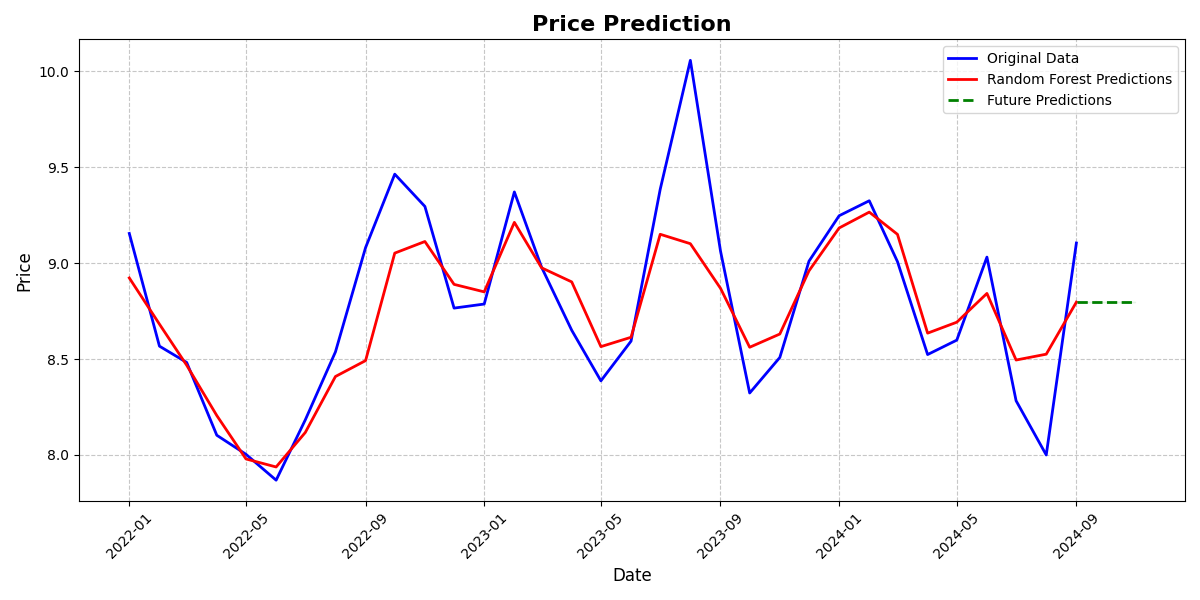 Price Prediction
Original Data
Random Forest Predictions
Future Predictions
Price
10.0
9.5
9.0
8.5
8.0
2022-01
2022-05
2022-09
2023-01
2023-05
2023-09
2024-01
2024-05
2024-09
Date